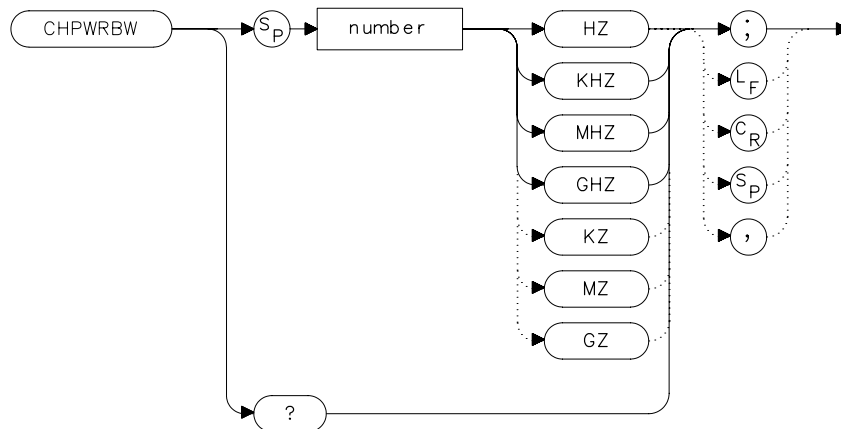 CHPWRBW SP number HZ ;
KHZ LF
MHZ CR
GHZ SP
KZ ,
MZ
GZ
?